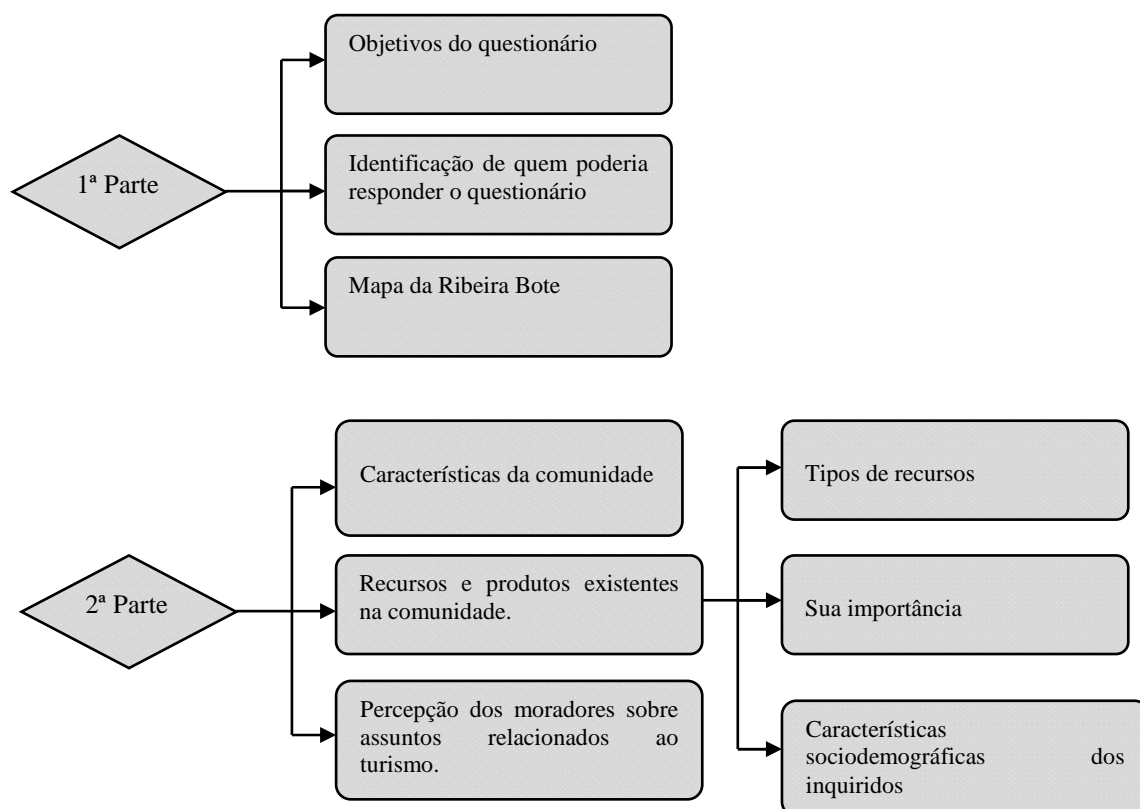 Objetivos do questionário
1ª Parte
Identificação de quem poderia
responder o questionário
Mapa da Ribeira Bote
Características da comunidade
Tipos de recursos
2ª Parte
Recursos e produtos existentes
na comunidade.
Sua importância
Percepção dos moradores sobre
assuntos relacionados ao
turismo.
Características
sociodemográficas dos
inquiridos